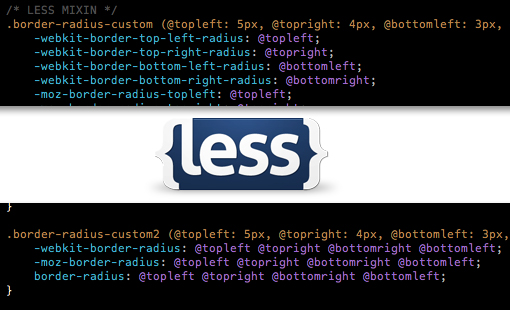 /* LESS MIXIN */
.border-radius-custom (@topleft: 5px, @topright: 4px, @bottomleft: 3px,
-webkit-border-top-left-radius: @topleft;
-webkit-border-top-right-radius: @topright;
-webkit-border-bottom-left-radius: @bottomleft;
-webkit-border-bottom-right-radius: @bottomright;
-moz-border-radius-topleft: @topleft;
{less}
}
.border-radius-custom2 (@topleft: 5px, @topright: 4px, @bottomleft: 3px,
-webkit-border-radius: @topleft @topright @bottomright @bottomleft;
-moz-border-radius: @topleft @topright @bottomright @bottomleft;
border-radius: @topleft @topright @bottomright @bottomleft;
}